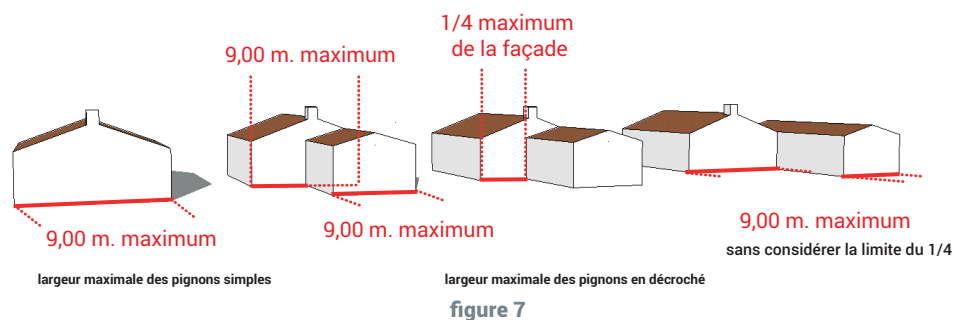 1/4 maximum
de la façade
9,00 m. maximum
9,00 m. maximum
9,00 m. maximum
9,00 m. maximum
sans considérer la limite du 1/4
largeur maximale des pignons simples
largeur maximale des pignons en décroché
figure 7